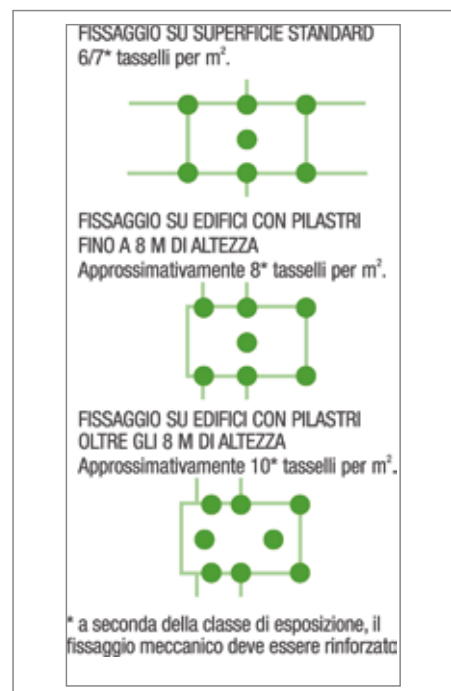 FISSAGGIO SU SUPERFICIE STANDARD
6/7* tasselli per m².
FISSAGGIO SU EDIFICI CON PILASTRI
FINO A 8 M DI ALTEZZA
Approssimativamente 8* tasselli per m².
FISSAGGIO SU EDIFICI CON PILASTRI
OLTRE GLI 8 M DI ALTEZZA
Approssimativamente 10* tasselli per m².
* a seconda della classe di esposizione, il
fissaggio meccanico deve essere rinforzato